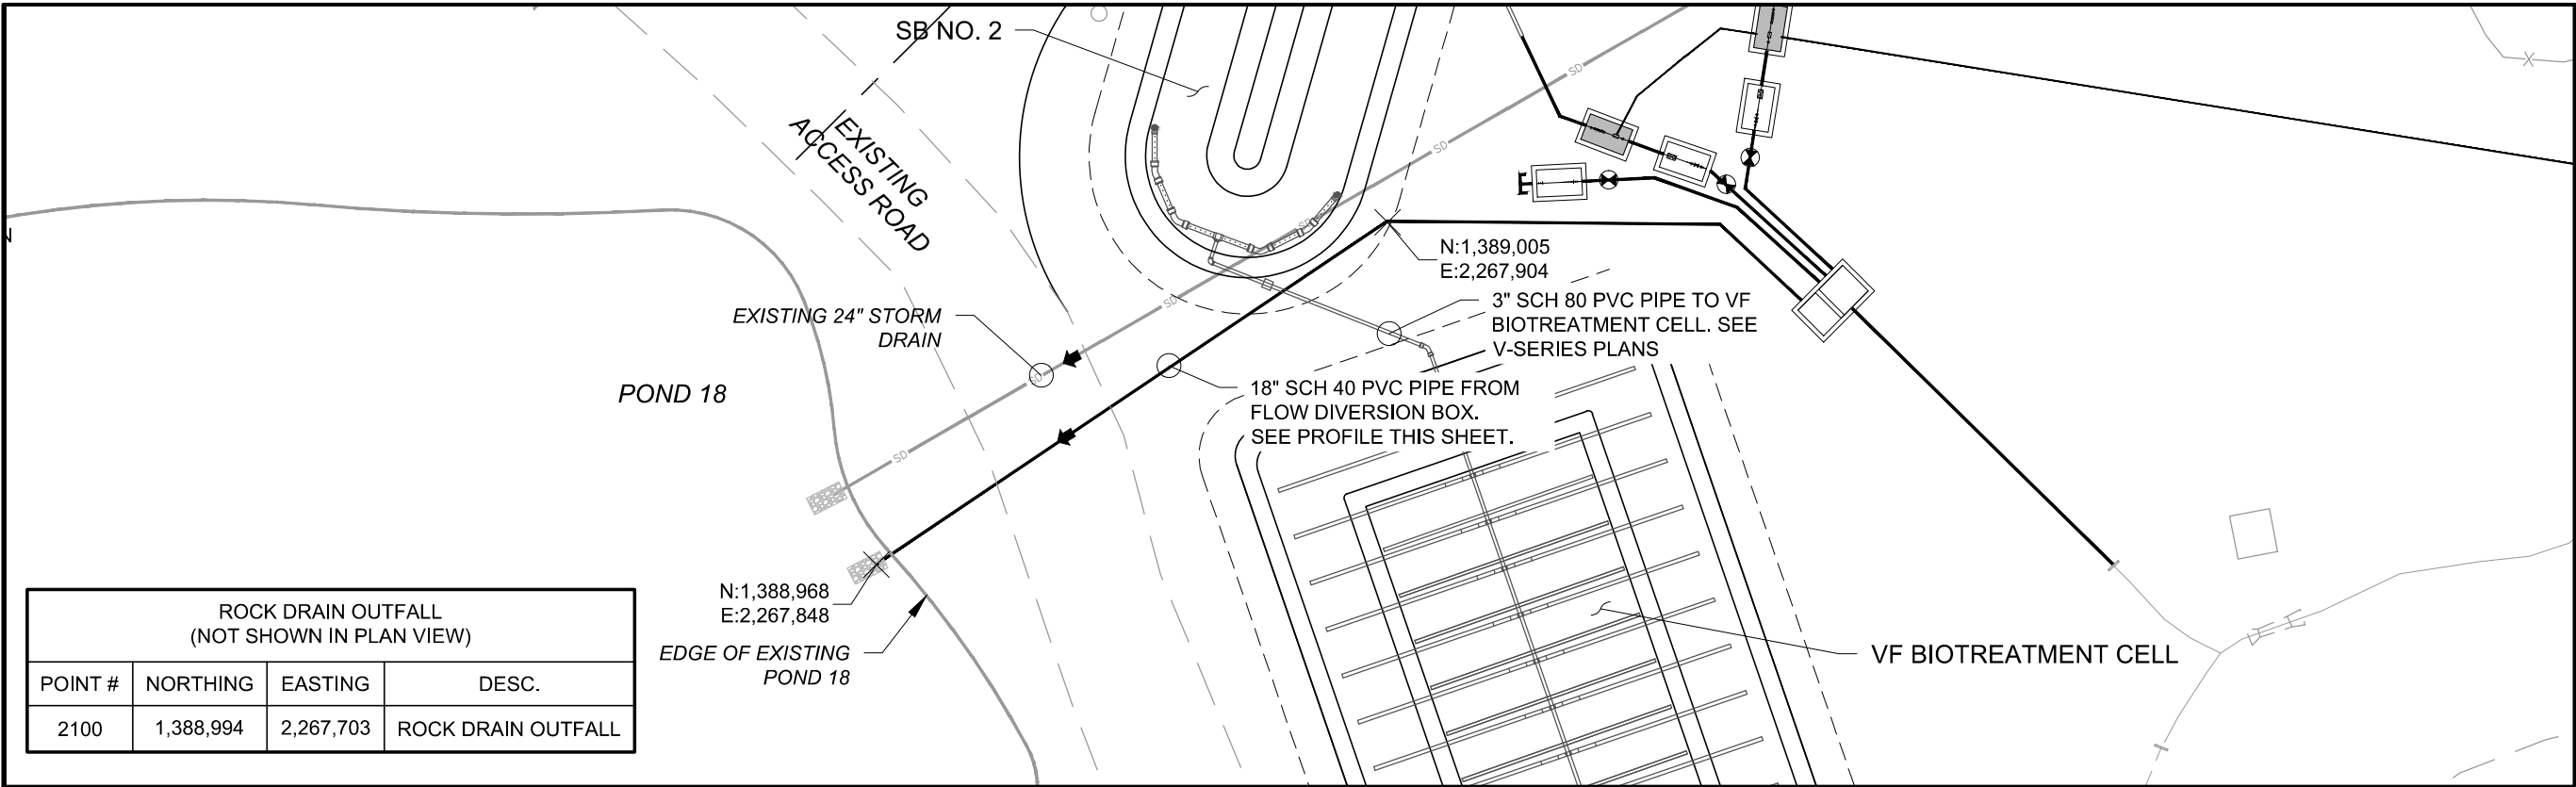 SB NO. 2
EXISTING
ACCESS ROAD
SD
SD
SD
SD
SD
SD
X
N
N:1,389,005
E:2,267,904
EXISTING 24" STORM
DRAIN
3" SCH 80 PVC PIPE TO VF
BIOTREATMENT CELL. SEE
V-SERIES PLANS
POND 18
18" SCH 40 PVC PIPE FROM
FLOW DIVERSION BOX.
SEE PROFILE THIS SHEET.
N:1,388,968
E:2,267,848
EDGE OF EXISTING
POND 18
VF BIOTREATMENT CELL
ROCK DRAIN OUTFALL
(NOT SHOWN IN PLAN VIEW)
POINT # NORTHING EASTING DESC.
2100 1,388,994 2,267,703 ROCK DRAIN OUTFALL